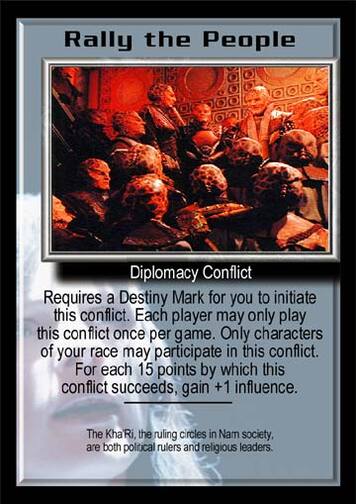 Rally the People
Diplomacy Conflict
Requires a Destiny Mark for you to initiate
this conflict. Each player may only play
this conflict once per game. Only characters
of your race may participate in this conflict.
For each 15 points by which this
conflict succeeds, gain +1 influence.
The Kha'Ri, the ruling circles in Narn society,
are both political rulers and religious leaders.